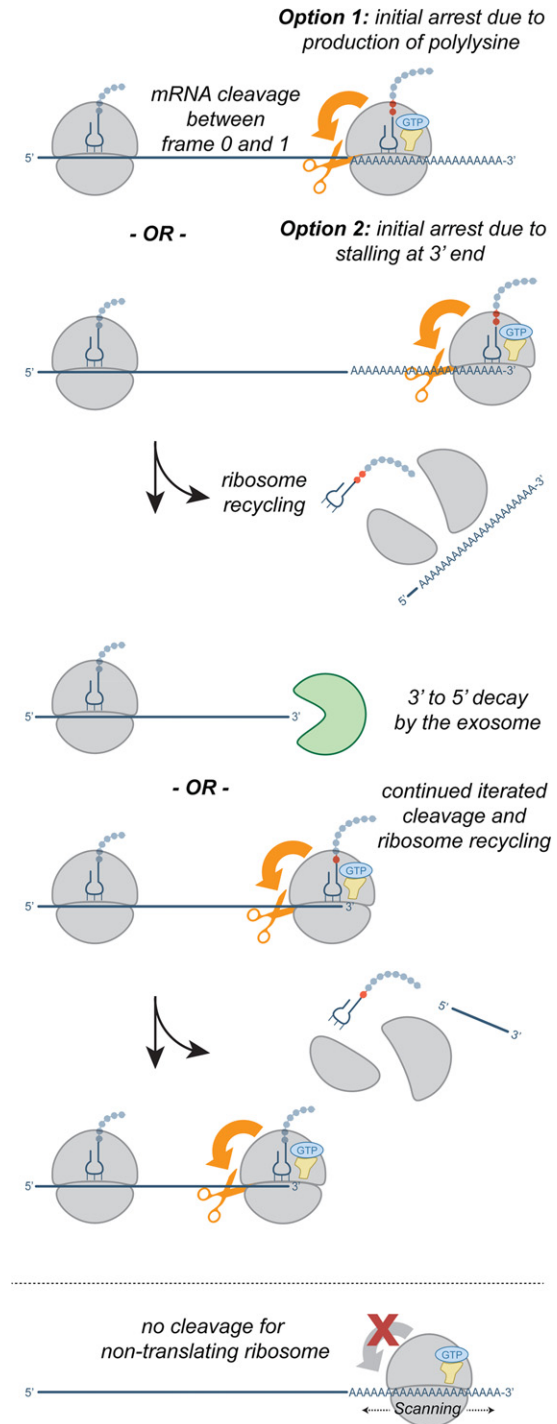 Option 1: initial arrest due to
production of polylysine
mRNA cleavage
between
frame 0 and 1
GTP
5'
AAAAAAAAAAAAAAAAAAAAA-3'
- OR -
Option 2: initial arrest due to
stalling at 3' end
GTP
5'
AAAAAAAAAAAAAAAAAAAAA-3'
ribosome
recycling
5'
AAAAAAAAAAAAAAAAAAAAA-3'
5'
3'
3' to 5' decay
by the exosome
- OR -
continued iterated
cleavage and
ribosome recycling
GTP
5'
3'
5'
3'
GTP
5'
3'
no cleavage for
non-translating ribosome
X
GTP
5'
AAAAAAAAAAAAAAAAAAAAA-3'
Scanning